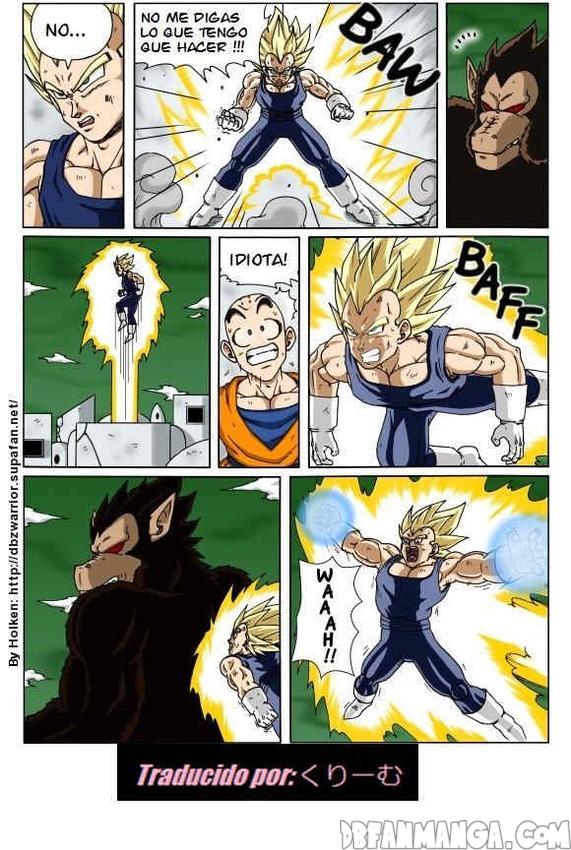 NO...
NO ME DIGAS
LO QUE TENGO
QUE HACER !!!
BAW
IDIOTA!
BAFF
WAAAH!!
By Holken: http://dbzwarrior.supafan.net/
Traducido por:くりーむ
DBFANMANGA.COM